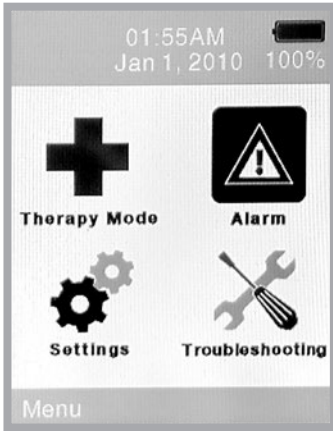 01:55AM
Jan 1, 2010 100%
Therapy Mode Alarm
Settings Troubleshooting
Menu